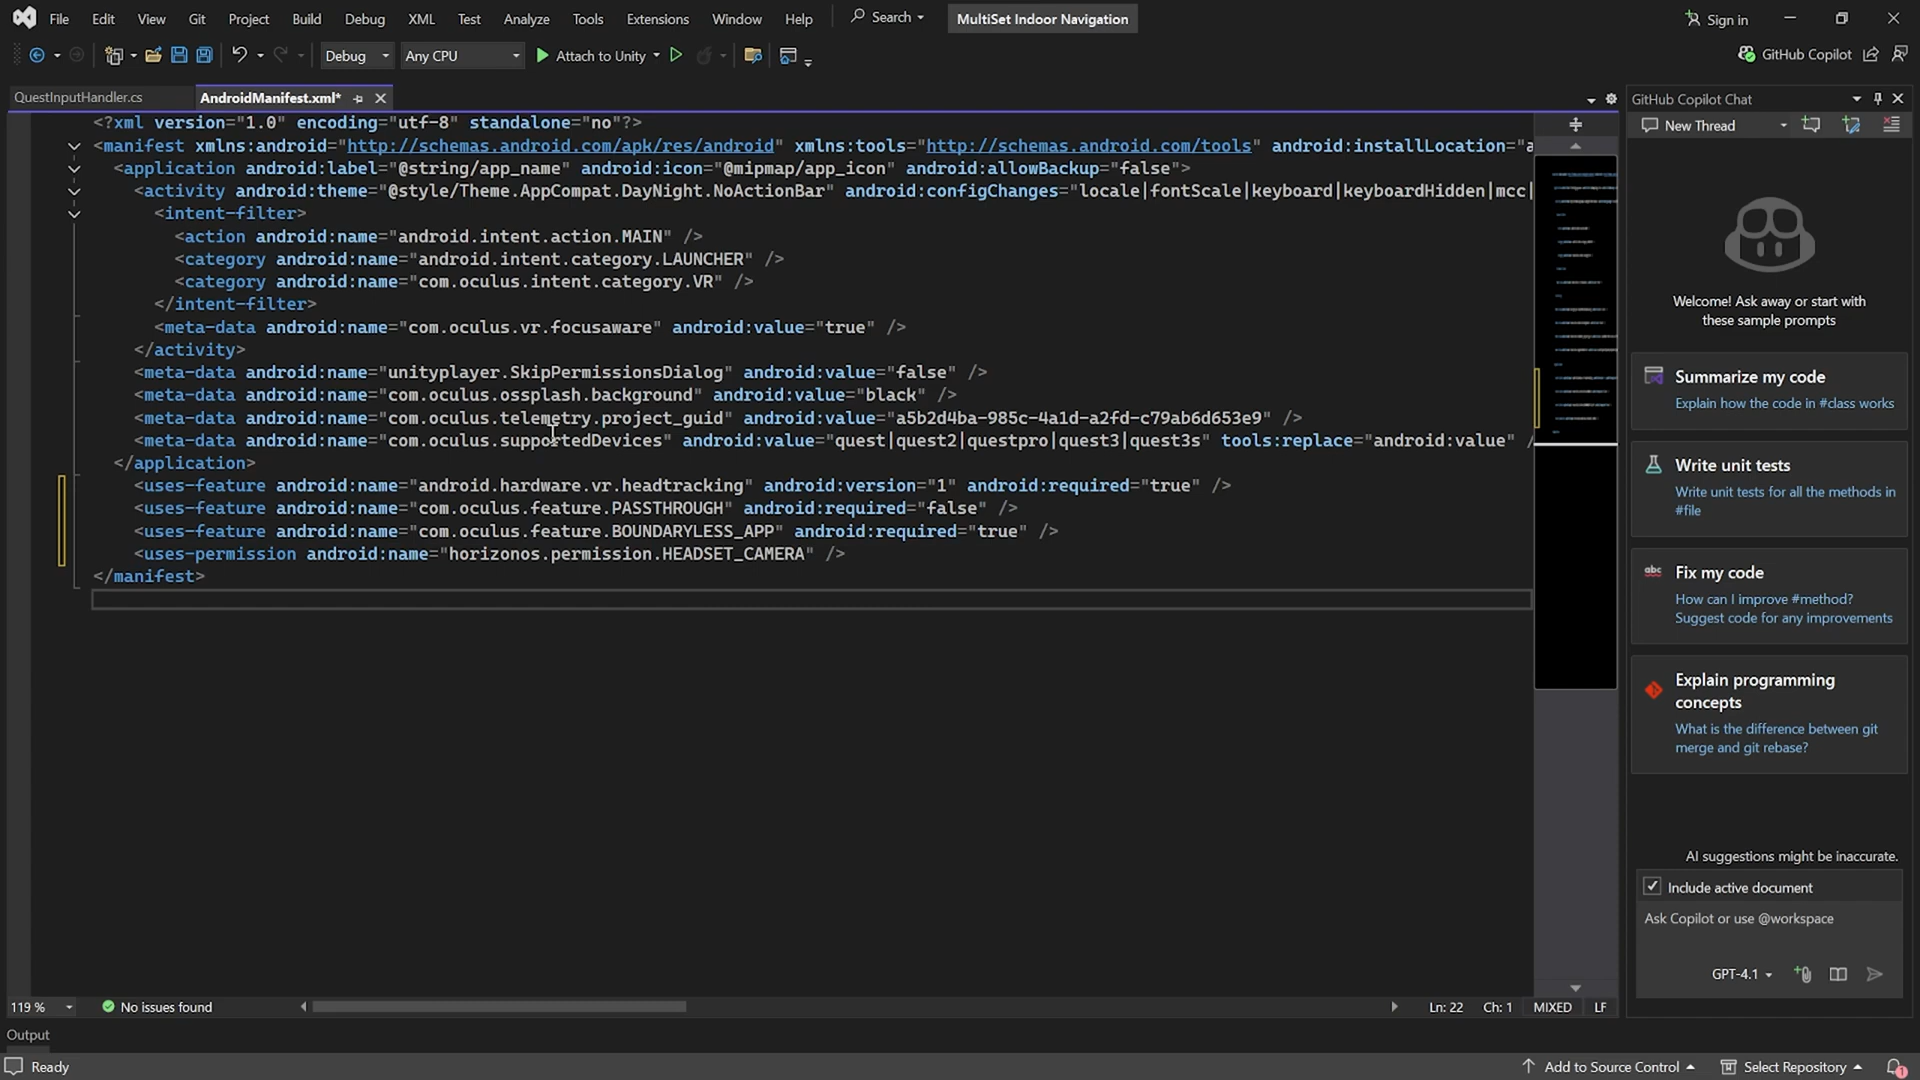 File Edit View Git Project Build Debug XML Test Analyze Tools Extensions Window Help Search MultiSet Indoor Navigation Sign in
Debug Any CPU Attach to Unity GitHub Copilot
QuestInputHandler.cs AndroidManifest.xml* GitHub Copilot Chat
New Thread
<?xml version="1.0" encoding="utf-8" standalone="no"?>
<manifest xmlns:android="http://schemas.android.com/apk/res/android" xmlns:tools="http://schemas.android.com/tools" android:installLocation="a
<application android:label="@string/app_name" android:icon="@mipmap/app_icon" android:allowBackup="false">
<activity android:theme="@style/Theme.AppCompat.DayNight.NoActionBar" android:configChanges="locale|fontScale|keyboard|keyboardHidden|mcc|
<intent-filter>
<action android:name="android.intent.action.MAIN" />
<category android:name="android.intent.category.LAUNCHER" />
<category android:name="com.oculus.intent.category.VR" />
</intent-filter>
<meta-data android:name="com.oculus.vr.focusaware" android:value="true" />
</activity>
<meta-data android:name="unityplayer.SkipPermissionsDialog" android:value="false" />
<meta-data android:name="com.oculus.ossplash.background" android:value="black" />
<meta-data android:name="com.oculus.telemetry.project_guid" android:value="a5b2d4ba-985c-4a1d-a2fd-c79ab6d653e9" />
<meta-data android:name="com.oculus.supportedDevices" android:value="quest|quest2|questpro|quest3|quest3s" tools:replace="android:value" /
</application>
<uses-feature android:name="android.hardware.vr.headtracking" android:version="1" android:required="true" />
<uses-feature android:name="com.oculus.feature.PASSTHROUGH" android:required="false" />
<uses-feature android:name="com.oculus.feature.BOUNDARYLESS_APP" android:required="true" />
<uses-permission android:name="horizonos.permission.HEADSET_CAMERA" />
</manifest>
Welcome! Ask away or start with
these sample prompts
Summarize my code
Explain how the code in #class works
Write unit tests
Write unit tests for all the methods in
#file
abc
Fix my code
How can I improve #method?
Suggest code for any improvements
Explain programming
concepts
What is the difference between git
merge and git rebase?
AI suggestions might be inaccurate.
Include active document
Ask Copilot or use @workspace
GPT-4.1
119 % No issues found Ln: 22 Ch: 1 MIXED LF
Output
Ready Add to Source Control Select Repository 1